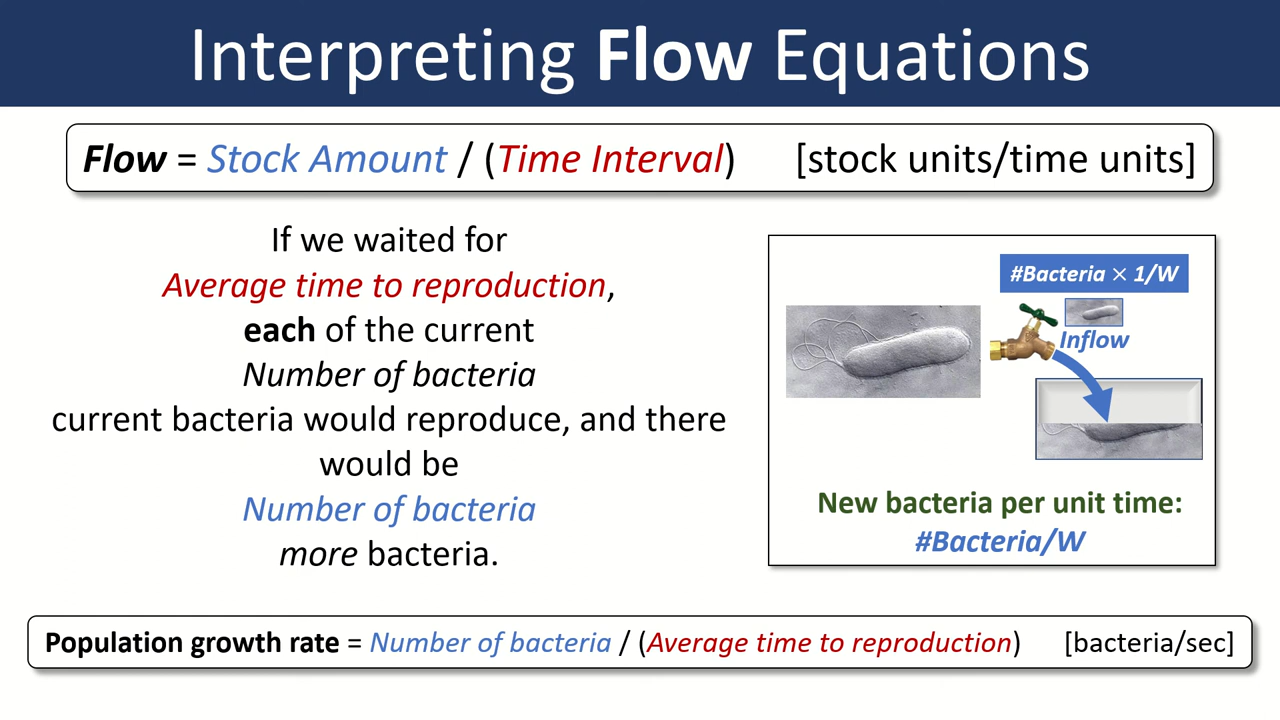 Interpreting Flow Equations
Flow = Stock Amount / (Time Interval) [stock units/time units]
If we waited for
Average time to reproduction,
each of the current
Number of bacteria
current bacteria would reproduce, and there
would be
Number of bacteria
more bacteria.
#Bacteria × 1/W
Inflow
New bacteria per unit time:
#Bacteria/W
Population growth rate = Number of bacteria / (Average time to reproduction) [bacteria/sec]